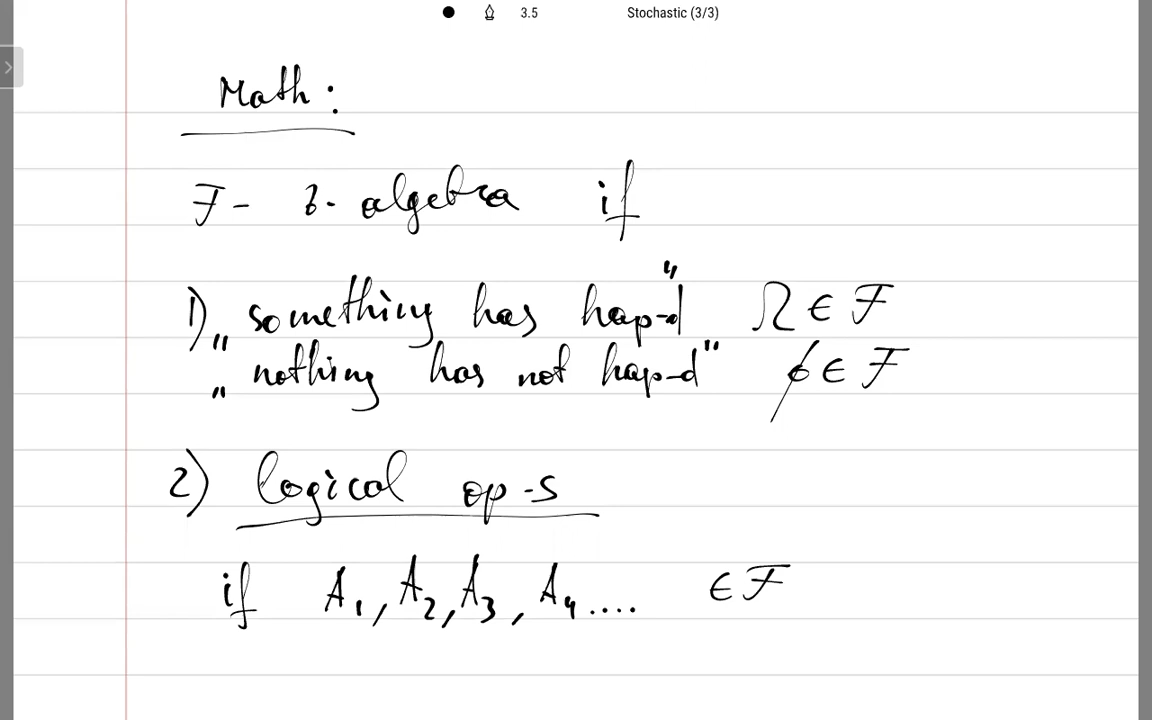 3.5 Stochastic (3/3)
Math:
F - σ-algebra if
1) „something has hap-d" Ω ∈ F
„nothing has not hap-d" ∅ ∈ F
2) logical op-s
if A₁, A₂, A₃, A₄.... ∈ F